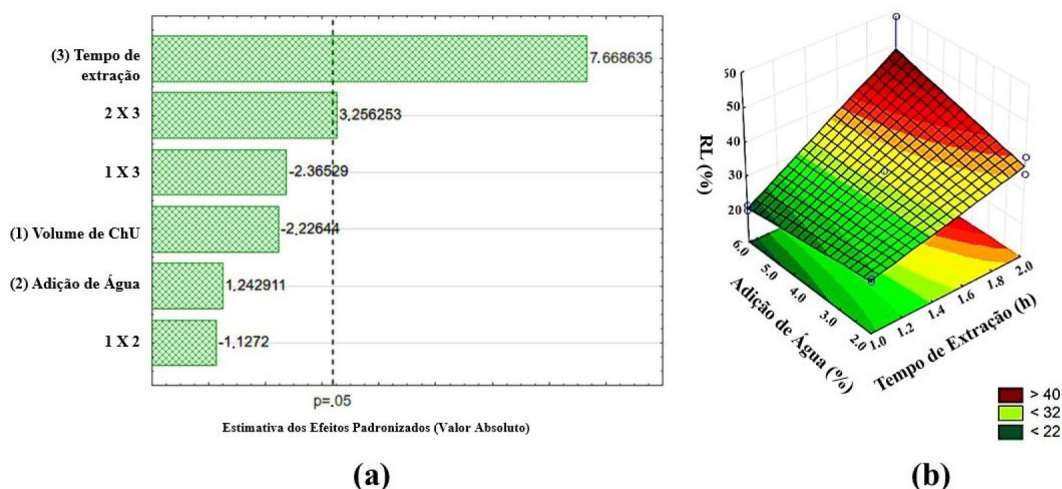 (3) Tempo de
extração
7.668635
2 X 3
3,256253
1 X 3
-2.36529
(1) Volume de ChU
-2,22644
(2) Adição de Água
1,242911
1 X 2
-1,1272
p=.05
Estimativa dos Efeitos Padronizados (Valor Absoluto)
(a)
RL (%)
50
50
40
30
20
6.0
5.0
4.0
3.0
2.0
Adição de Água (%)
1.0
1.2
1.4
1.6
1.8
2.0
Tempo de Extração (h)
> 40
< 32
< 22
(b)